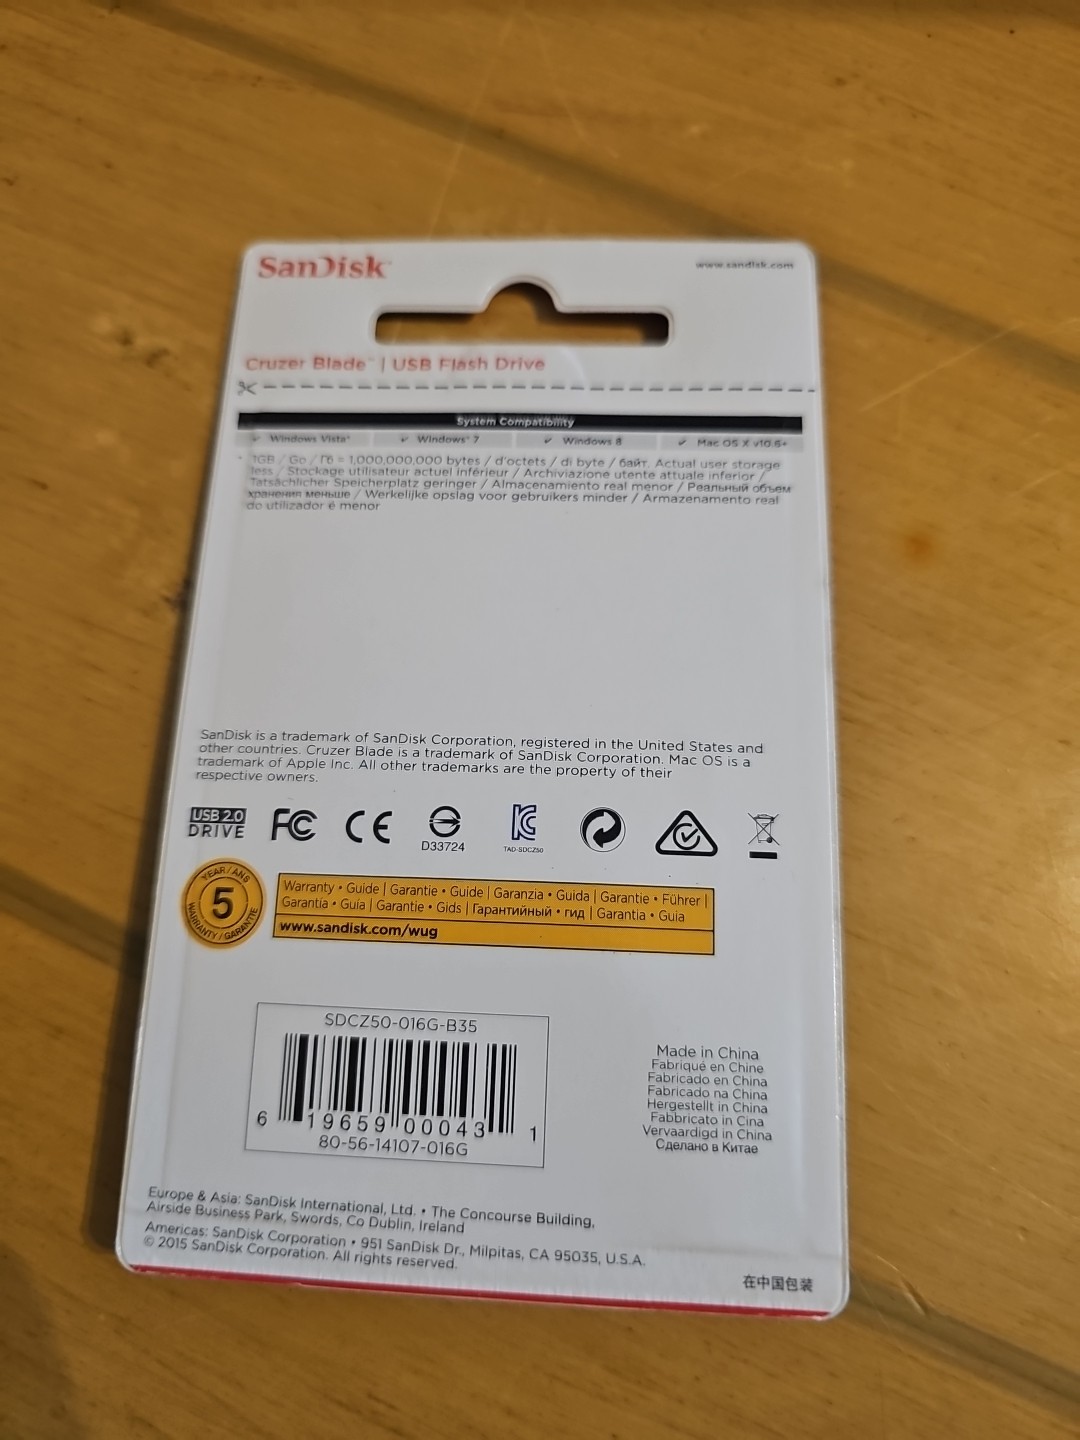 SanDisk
www.sandisk.com
Cruzer Blade™ | USB Flash Drive
System Compatibility
✓ Windows Vista® ✓ Windows® 7 ✓ Windows 8 ✓ Mac OS X v10.6+
* 1GB / Go / Гб = 1,000,000,000 bytes / d'octets / di byte / байт. Actual user storage
less / Stockage utilisateur actuel inférieur / Archiviazione utente attuale inferior /
Tatsächlicher Speicherplatz geringer / Almacenamiento real menor / Реальный объем
хранения меньше / Werkelijke opslag voor gebruikers minder / Armazenamento real
do utilizador é menor
SanDisk is a trademark of SanDisk Corporation, registered in the United States and
other countries. Cruzer Blade is a trademark of SanDisk Corporation. Mac OS is a
trademark of Apple Inc. All other trademarks are the property of their
respective owners.
USB 2.0
DRIVE
FC
CE
D33724
TAD-SDCZ50
YEAR/ANS
5
WARRANTY/GARANTIE
Warranty • Guide | Garantie • Guide | Garanzia • Guida | Garantie • Führer |
Garantía • Guía | Garantie • Gids | Гарантийный • гид | Garantia • Guia
www.sandisk.com/wug
SDCZ50-016G-B35
6 19659 00043 1
80-56-14107-016G
Made in China
Fabriqué en Chine
Fabricado en China
Fabricado na China
Hergestellt in China
Fabbricato in Cina
Vervaardigd in China
Сделано в Китае
Europe & Asia: SanDisk International, Ltd. • The Concourse Building,
Airside Business Park, Swords, Co Dublin, Ireland
Americas: SanDisk Corporation • 951 SanDisk Dr., Milpitas, CA 95035, U.S.A.
© 2015 SanDisk Corporation. All rights reserved.
在中国包装